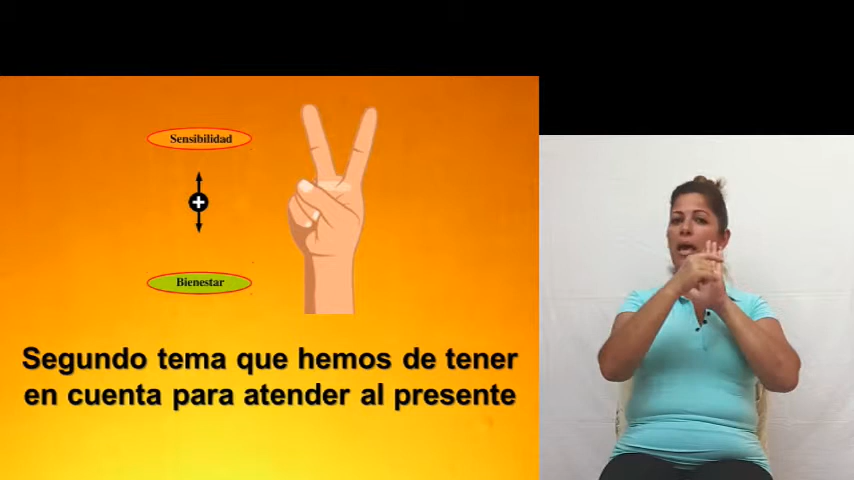 Sensibilidad
+
Bienestar
Segundo tema que hemos de tener
en cuenta para atender al presente